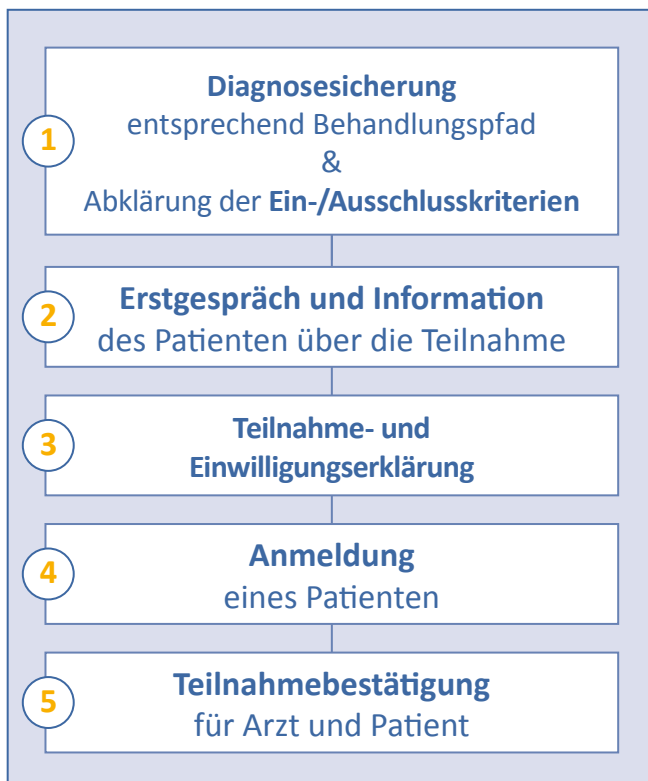 1
Diagnosesicherung
entsprechend Behandlungspfad
&
Abklärung der Ein-/Ausschlusskriterien
2
Erstgespräch und Information
des Patienten über die Teilnahme
3
Teilnahme- und
Einwilligungserklärung
4
Anmeldung
eines Patienten
5
Teilnahmebestätigung
für Arzt und Patient